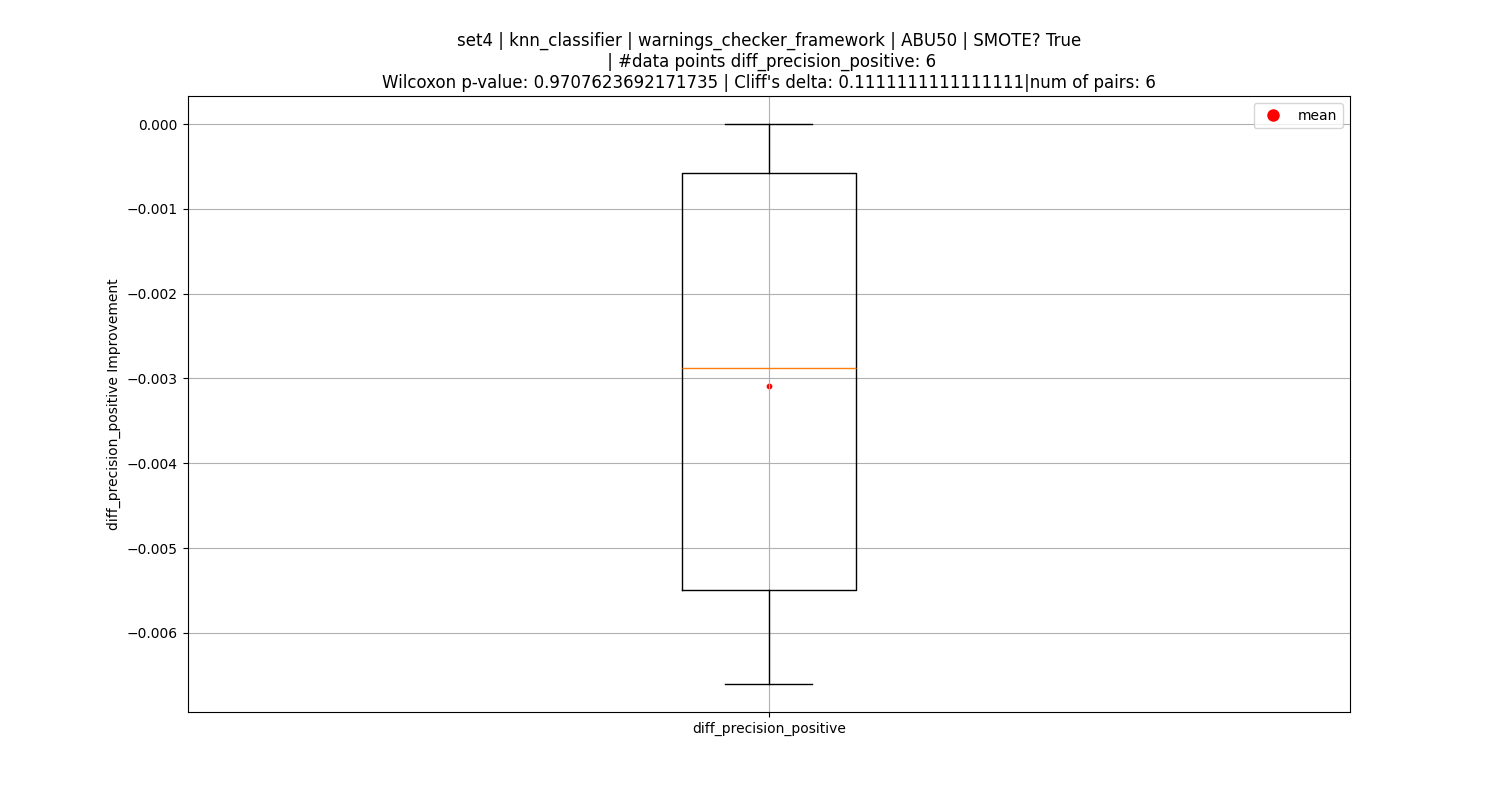 set4 | knn_classifier | warnings_checker_framework | ABU50 | SMOTE? True
| #data points diff_precision_positive: 6
Wilcoxon p-value: 0.9707623692171735 | Cliff's delta: 0.1111111111111111|num of pairs: 6
mean
0.000
−0.001
−0.002
−0.003
−0.004
−0.005
−0.006
diff_precision_positive Improvement
diff_precision_positive